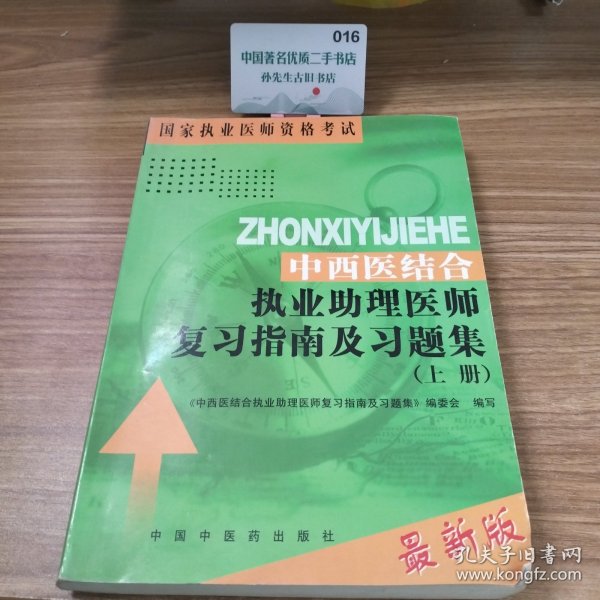 016
中国著名优质二手书店
孙先生古旧书店
国家执业医师资格考试
ZHONXIYIJIEHE
中西医结合
执业助理医师
复习指南及习题集
(上 册)
《中西医结合执业助理医师复习指南及习题集》 编委会 编写
中国中医药出版社
最新版
孔夫子旧书网
www.kongfz.com